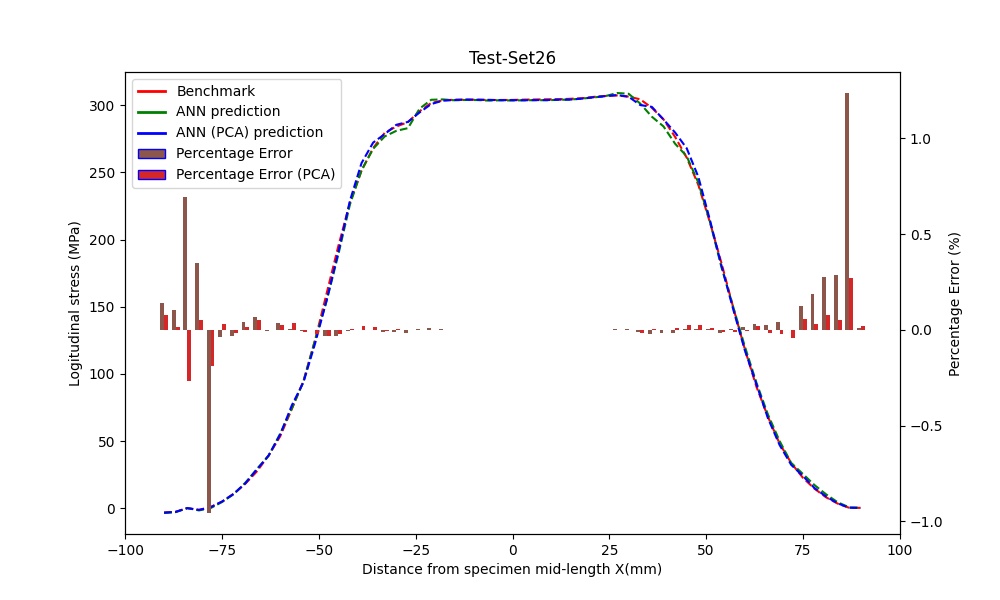 Test-Set26
Benchmark
ANN prediction
ANN (PCA) prediction
Percentage Error
Percentage Error (PCA)
Logitudinal stress (MPa)
300
250
200
150
100
50
0
1.0
0.5
0.0
−0.5
−1.0
Percentage Error (%)
−100 −75 −50 −25 0 25 50 75 100
Distance from specimen mid-length X(mm)